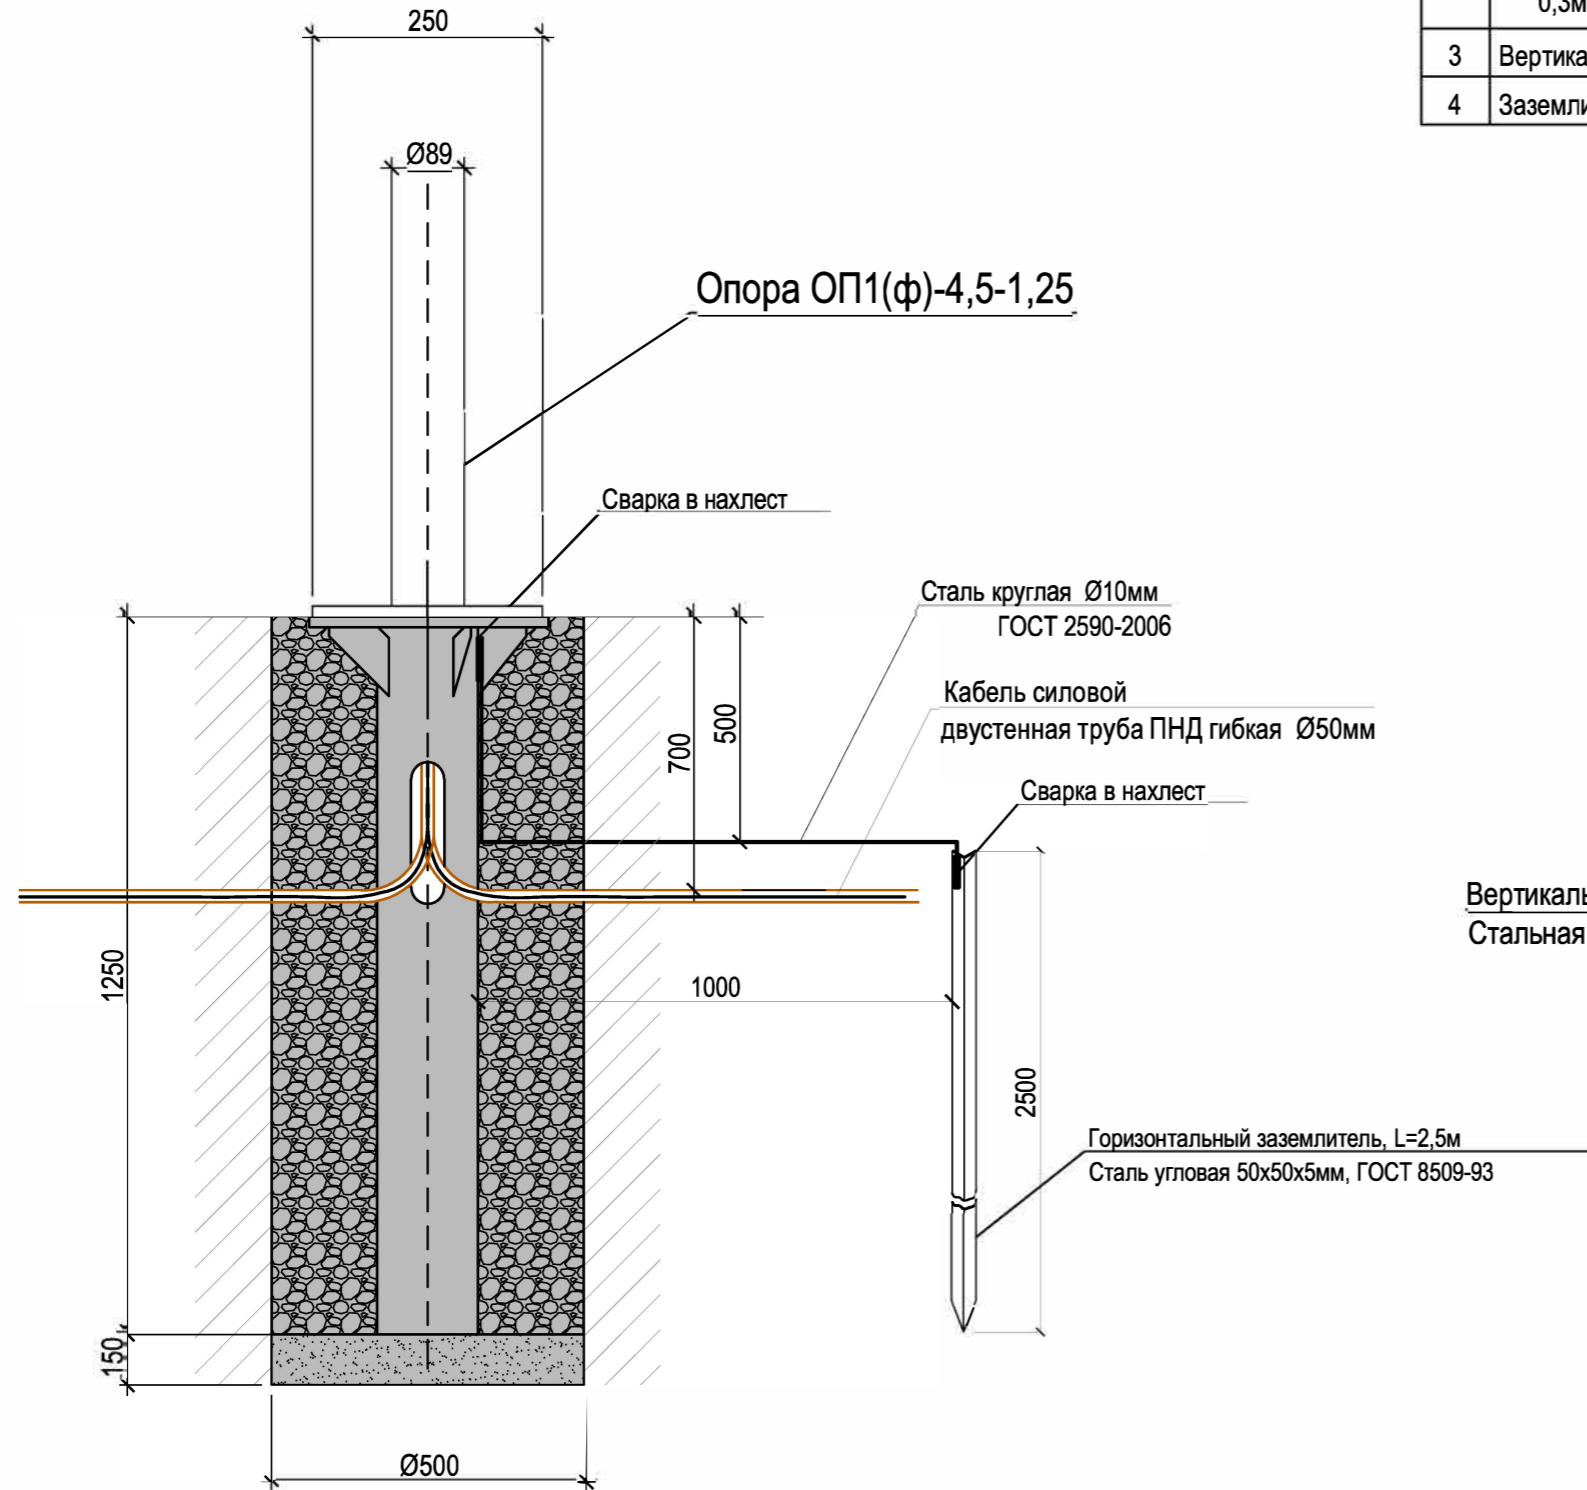 250
0,3м
3 Вертика
4 Заземли
Ø89
Опора ОП1(ф)-4,5-1,25
Сварка в нахлест
Сталь круглая Ø10мм
ГОСТ 2590-2006
Кабель силовой
двустенная труба ПНД гибкая Ø50мм
700
500
Сварка в нахлест
Вертикаль
Стальная
1250
1000
2500
Горизонтальный заземлитель, L=2,5м
Сталь угловая 50х50х5мм, ГОСТ 8509-93
150
Ø500